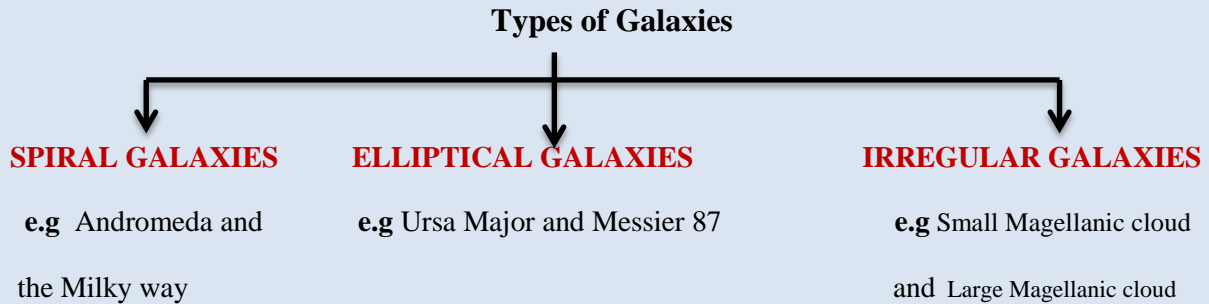 Types of Galaxies
SPIRAL GALAXIES
e.g Andromeda and
the Milky way
ELLIPTICAL GALAXIES
e.g Ursa Major and Messier 87
IRREGULAR GALAXIES
e.g Small Magellanic cloud
and Large Magellanic cloud